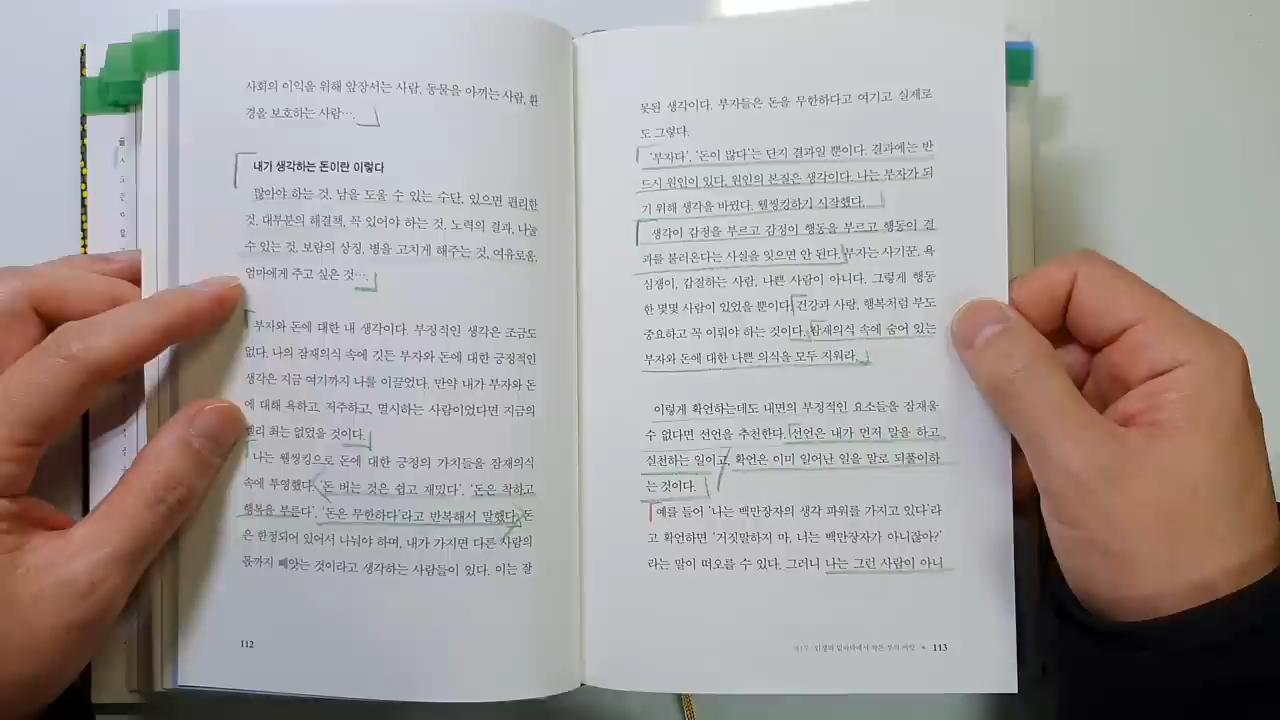 사회의 이익을 위해 앞장서는 사람, 동물을 아끼는 사람, 환
경을 보호하는 사람….
내가 생각하는 돈이란 이렇다
많아야 하는 것, 남을 도울 수 있는 수단, 있으면 편리한
것, 대부분의 해결책, 꼭 있어야 하는 것, 노력의 결과, 나눌
수 있는 것, 보람의 상징, 병을 고치게 해주는 것, 여유로움,
엄마에게 주고 싶은 것….
부자와 돈에 대한 내 생각이다. 부정적인 생각은 조금도
없다. 나의 잠재의식 속에 깃든 부자와 돈에 대한 긍정적인
생각은 지금 여기까지 나를 이끌었다. 만약 내가 부자와 돈
에 대해 욕하고, 저주하고, 멸시하는 사람이었다면 지금의
켈리 최는 없었을 것이다.
나는 웰씽킹으로 돈에 대한 긍정의 가치들을 잠재의식
속에 투영했다. '돈 버는 것은 쉽고 재밌다', '돈은 착하고
행복을 부른다', '돈은 무한하다'라고 반복해서 말했다. 돈
은 한정되어 있어서 나눠야 하며, 내가 가지면 다른 사람의
몫까지 빼앗는 것이라고 생각하는 사람들이 있다. 이는 잘
112
못된 생각이다. 부자들은 돈을 무한하다고 여기고 실제로
도 그렇다.
'부자다', '돈이 많다'는 단지 결과일 뿐이다. 결과에는 반
드시 원인이 있다. 원인의 본질은 생각이다. 나는 부자가 되
기 위해 생각을 바꿨다. 웰씽킹하기 시작했다.
생각이 감정을 부르고 감정이 행동을 부르고 행동이 결
과를 불러온다는 사실을 잊으면 안 된다. 부자는 사기꾼, 욕
심쟁이, 갑질하는 사람, 나쁜 사람이 아니다. 그렇게 행동
한 몇몇 사람이 있었을 뿐이다. 건강과 사랑, 행복처럼 부도
중요하고 꼭 이뤄야 하는 것이다. 잠재의식 속에 숨어 있는
부자와 돈에 대한 나쁜 의식을 모두 지워라.
이렇게 확언하는데도 내면의 부정적인 요소들을 잠재울
수 없다면 선언을 추천한다. 선언은 내가 먼저 말을 하고
실천하는 일이고, 확언은 이미 일어난 일을 말로 되풀이하
는 것이다.
예를 들어 '나는 백만장자의 생각 파워를 가지고 있다'라
고 확언하면 '거짓말하지 마, 너는 백만장자가 아니잖아?'
라는 말이 떠오를 수 있다. 그러니 나는 그런 사람이 아니
제1부 인생의 밑바닥에서 찾은 부의 씨앗 • 113